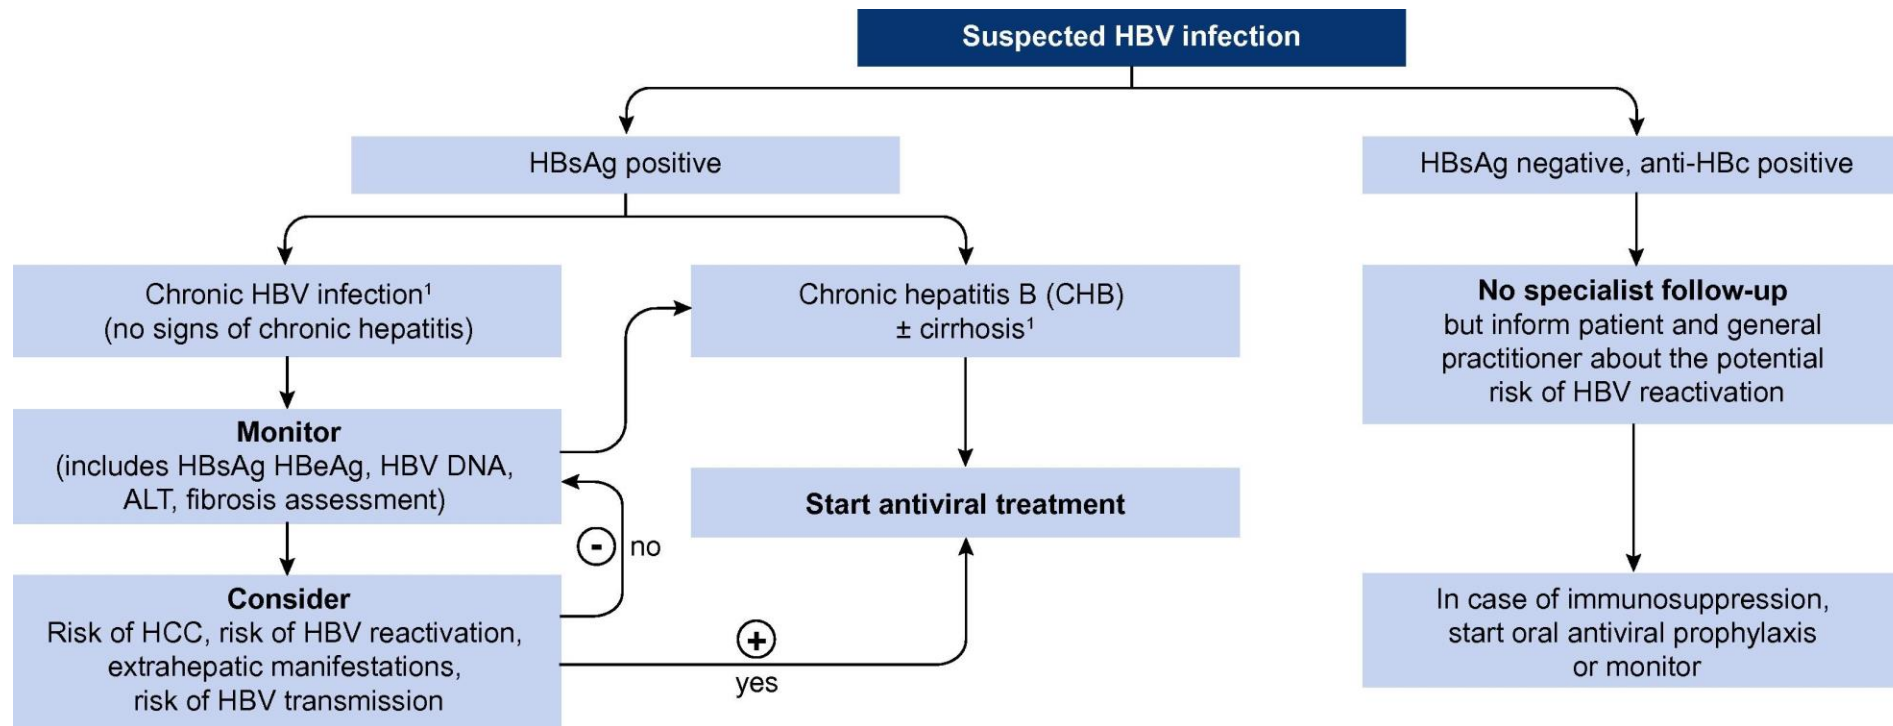 Suspected HBV infection
HBsAg positive
HBsAg negative, anti-HBc positive
Chronic HBV infection¹
(no signs of chronic hepatitis)
Chronic hepatitis B (CHB)
± cirrhosis¹
No specialist follow-up
but inform patient and general
practitioner about the potential
risk of HBV reactivation
Monitor
(includes HBsAg HBeAg, HBV DNA,
ALT, fibrosis assessment)
Start antiviral treatment
- no
Consider
Risk of HCC, risk of HBV reactivation,
extrahepatic manifestations,
risk of HBV transmission
+
yes
In case of immunosuppression,
start oral antiviral prophylaxis
or monitor